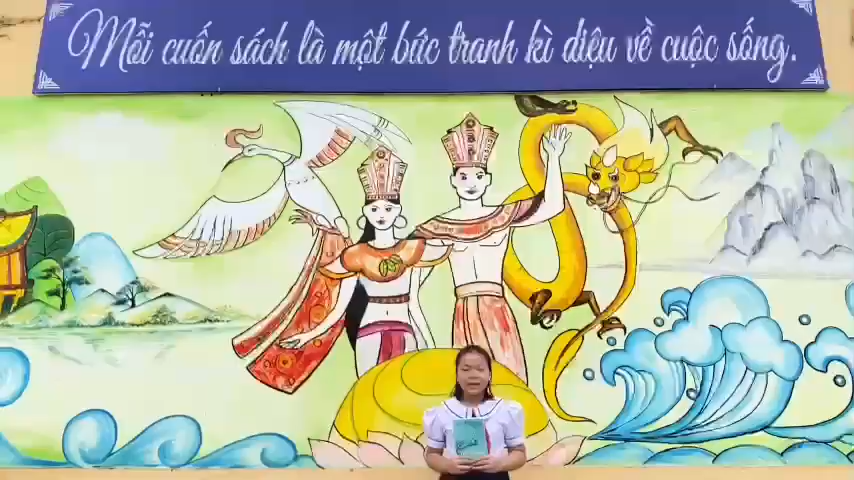 Mỗi cuốn sách là một bức tranh kì diệu về cuộc sống.